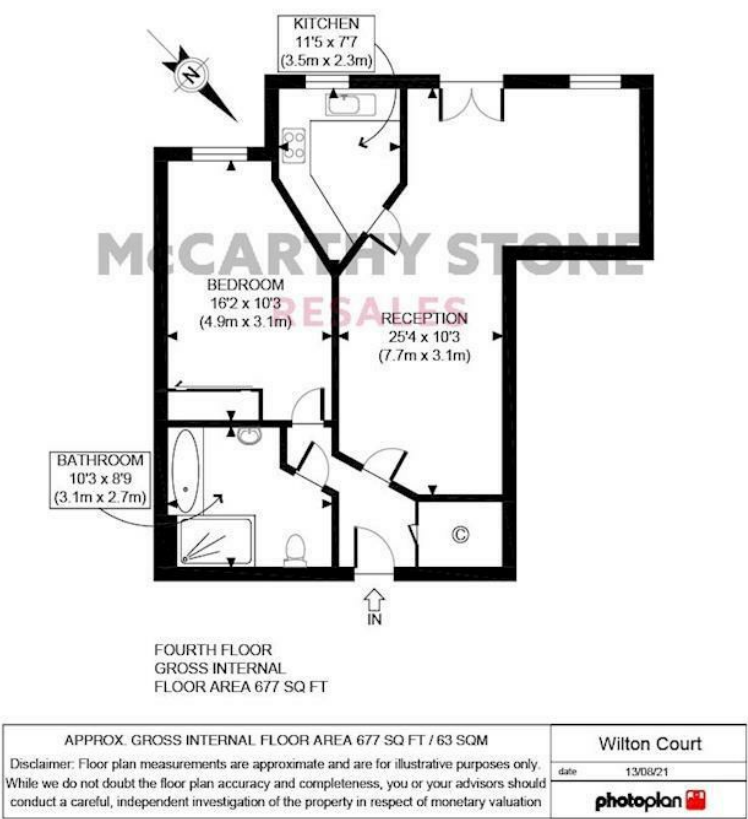 KITCHEN
11'5 x 7'7
(3.5m x 2.3m)
N
McCARTHY STONE
RESALES
BEDROOM
16'2 x 10'3
(4.9m x 3.1m)
RECEPTION
25'4 x 10'3
(7.7m x 3.1m)
BATHROOM
10'3 x 8'9
(3.1m x 2.7m)
C
IN
FOURTH FLOOR
GROSS INTERNAL
FLOOR AREA 677 SQ FT
APPROX. GROSS INTERNAL FLOOR AREA 677 SQ FT / 63 SQM
Disclaimer: Floor plan measurements are approximate and are for illustrative purposes only.
While we do not doubt the floor plan accuracy and completeness, you or your advisors should
conduct a careful, independent investigation of the property in respect of monetary valuation
Wilton Court
date 13/08/21
photoplan